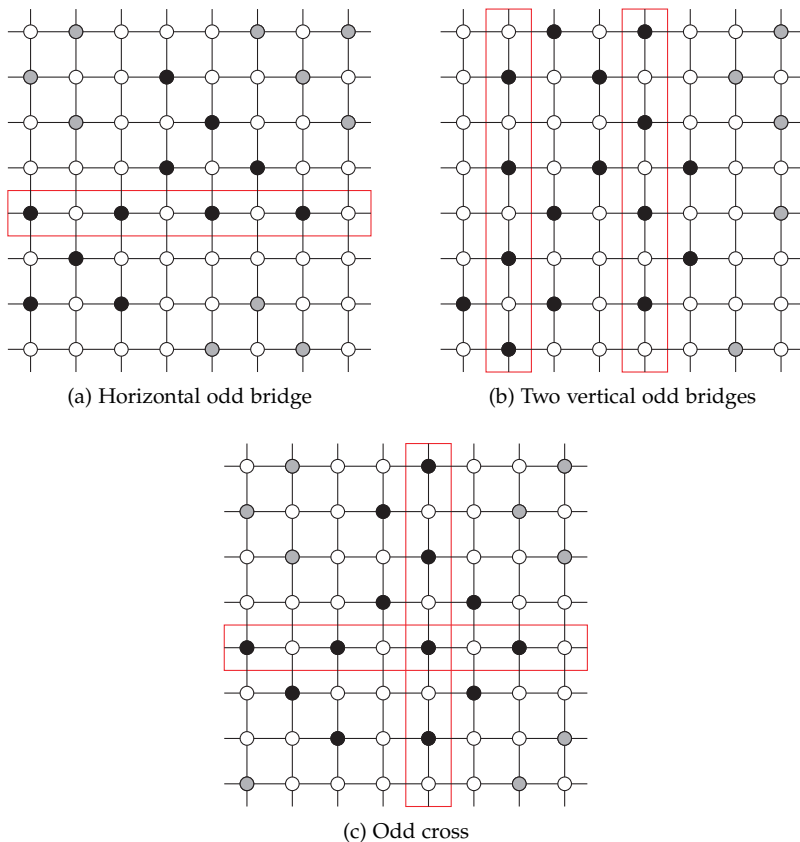 (a) Horizontal odd bridge
(b) Two vertical odd bridges
(c) Odd cross